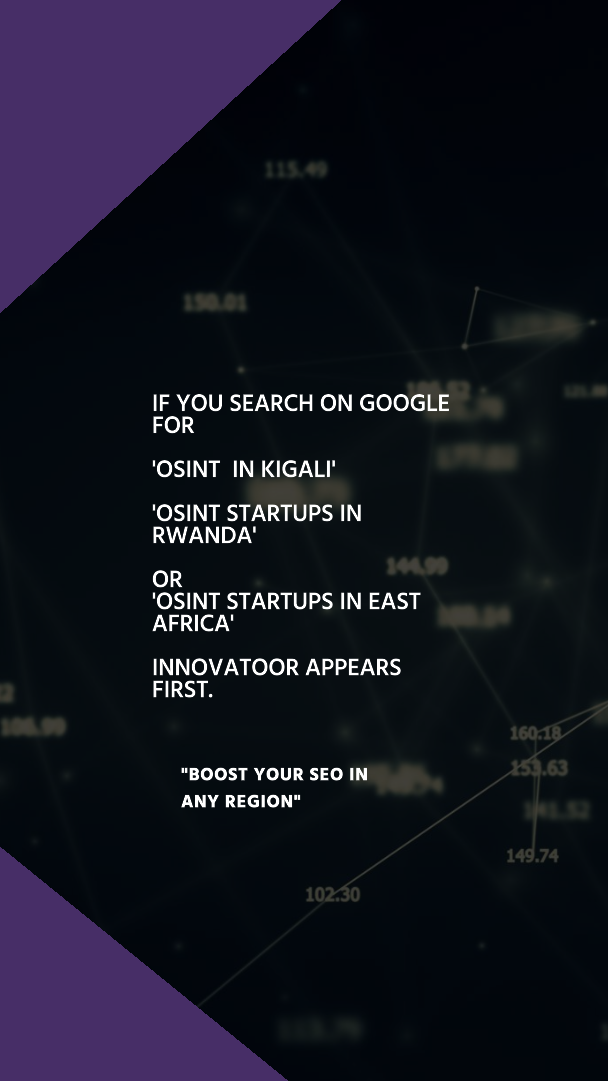 115.49
150.01
IF YOU SEARCH ON GOOGLE
FOR
'OSINT IN KIGALI'
'OSINT STARTUPS IN
RWANDA'
OR
'OSINT STARTUPS IN EAST
AFRICA'
INNOVATOOR APPEARS
FIRST.
144.99
106.99
160.18
153.63
"BOOST YOUR SEO IN
ANY REGION"
141.52
149.74
102.30